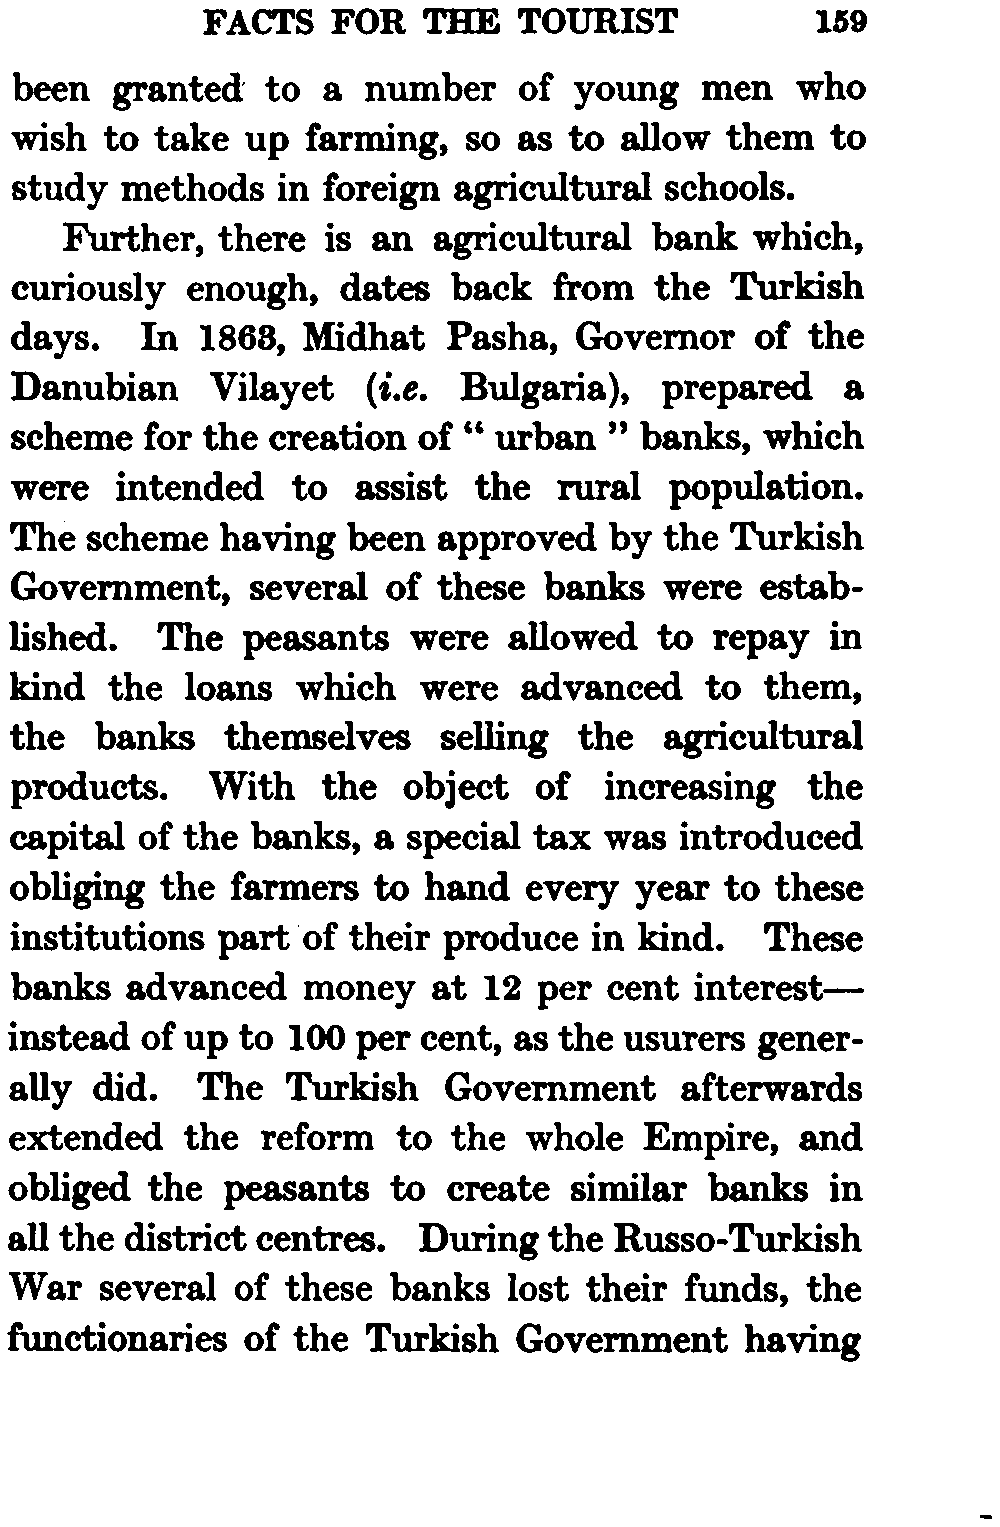 FACTS FOR THE TOURIST 159
been granted to a number of young men who
wish to take up farming, so as to allow them to
study methods in foreign agricultural schools.
Further, there is an agricultural bank which,
curiously enough, dates back from the Turkish
days. In 1863, Midhat Pasha, Governor of the
Danubian Vilayet (i.e. Bulgaria), prepared a
scheme for the creation of “ urban ” banks, which
were intended to assist the rural population.
The scheme having been approved by the Turkish
Government, several of these banks were estab-
lished. The peasants were allowed to repay in
kind the loans which were advanced to them,
the banks themselves selling the agricultural
products. With the object of increasing the
capital of the banks, a special tax was introduced
obliging the farmers to hand every year to these
institutions part of their produce in kind. These
banks advanced money at 12 per cent interest—
instead of up to 100 per cent, as the usurers gener-
ally did. The Turkish Government afterwards
extended the reform to the whole Empire, and
obliged the peasants to create similar banks in
all the district centres. During the Russo-Turkish
War several of these banks lost their funds, the
functionaries of the Turkish Government having